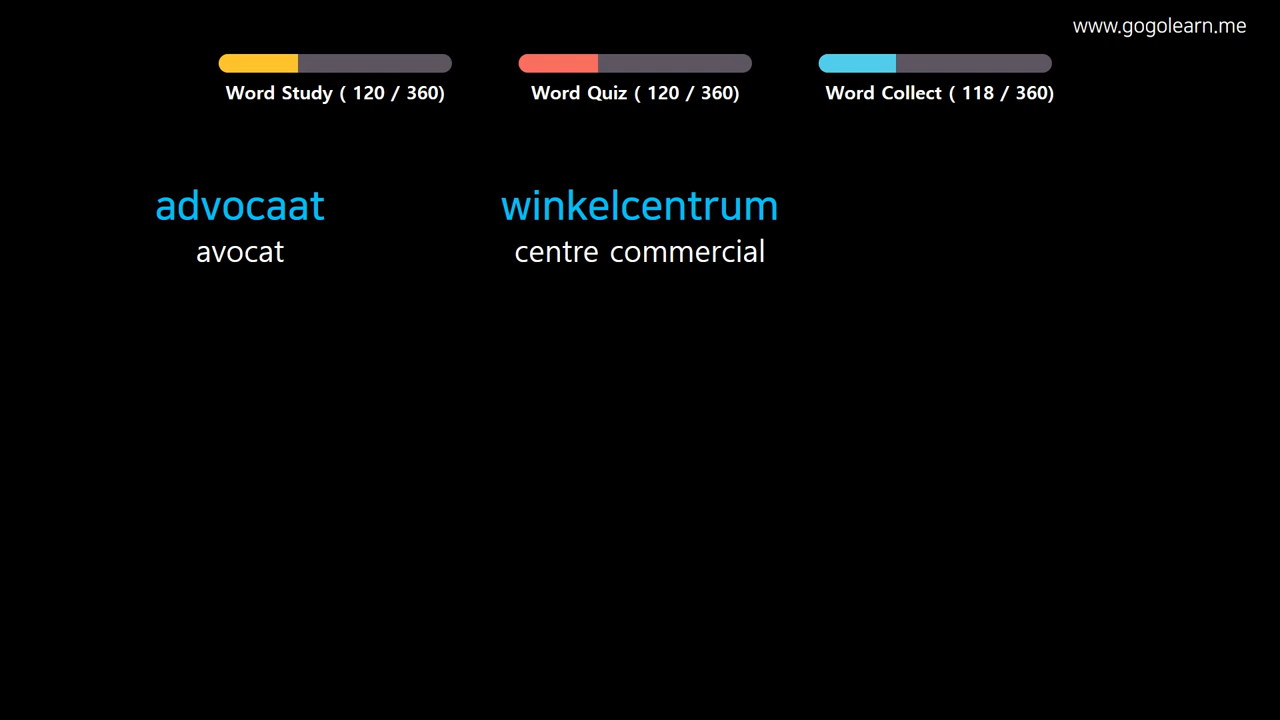 www.gogolearn.me
Word Study ( 120 / 360)
Word Quiz ( 120 / 360)
Word Collect ( 118 / 360)
advocaat
avocat
winkelcentrum
centre commercial